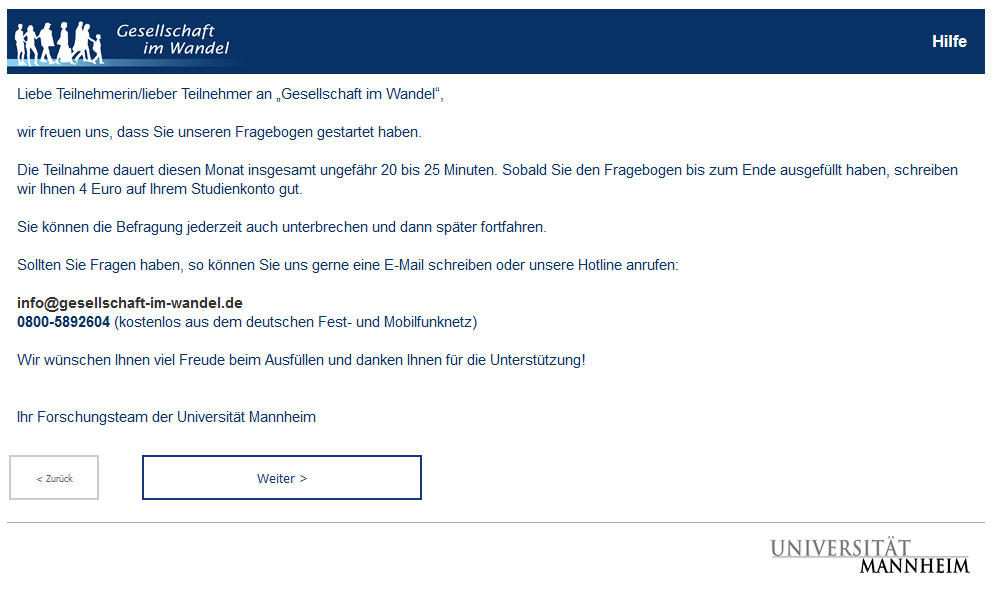 Gesellschaft
im Wandel
Hilfe
Liebe Teilnehmerin/lieber Teilnehmer an „Gesellschaft im Wandel“,
wir freuen uns, dass Sie unseren Fragebogen gestartet haben.
Die Teilnahme dauert diesen Monat insgesamt ungefähr 20 bis 25 Minuten. Sobald Sie den Fragebogen bis zum Ende ausgefüllt haben, schreiben
wir Ihnen 4 Euro auf Ihrem Studienkonto gut.
Sie können die Befragung jederzeit auch unterbrechen und dann später fortfahren.
Sollten Sie Fragen haben, so können Sie uns gerne eine E-Mail schreiben oder unsere Hotline anrufen:
info@gesellschaft-im-wandel.de
0800-5892604 (kostenlos aus dem deutschen Fest- und Mobilfunknetz)
Wir wünschen Ihnen viel Freude beim Ausfüllen und danken Ihnen für die Unterstützung!
Ihr Forschungsteam der Universität Mannheim
< Zurück
Weiter >
UNIVERSITÄT
MANNHEIM